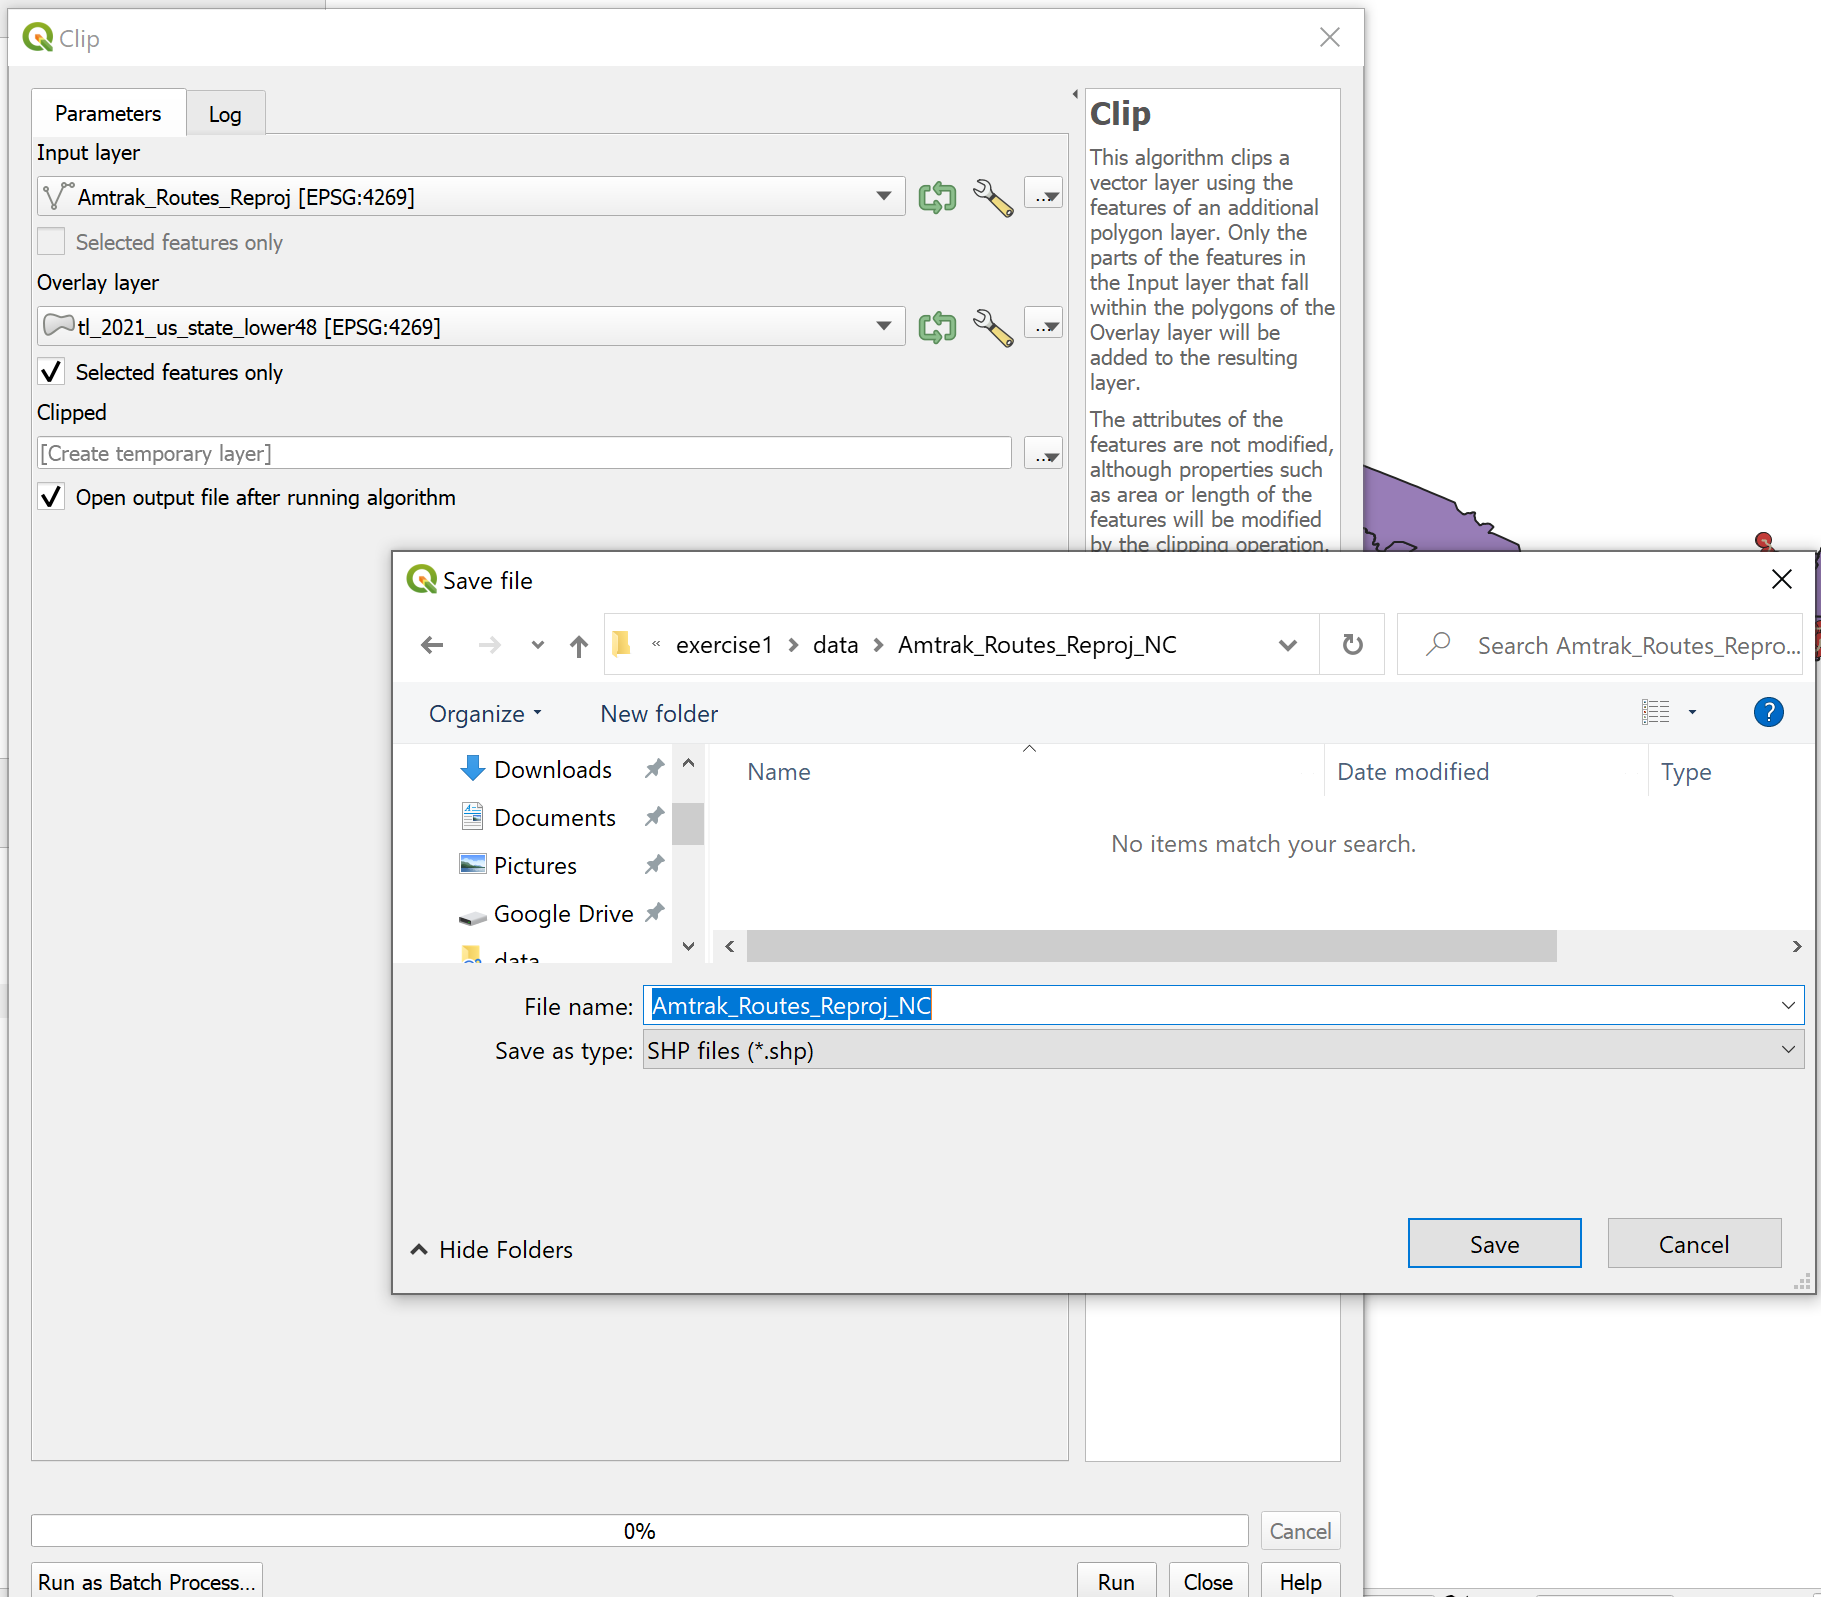 Clip
Parameters
Log
Input layer
Amtrak_Routes_Reproj [EPSG:4269]
...
Selected features only
Overlay layer
tl_2021_us_state_lower48 [EPSG:4269]
...
Selected features only
Clipped
[Create temporary layer]
...
Open output file after running algorithm
Clip
This algorithm clips a
vector layer using the
features of an additional
polygon layer. Only the
parts of the features in
the Input layer that fall
within the polygons of the
Overlay layer will be
added to the resulting
layer.
The attributes of the
features are not modified,
although properties such
as area or length of the
features will be modified
by the clipping operation.
Save file
« exercise1 > data > Amtrak_Routes_Reproj_NC
Search Amtrak_Routes_Repro...
Organize
New folder
?
Downloads
Documents
Pictures
Google Drive
data
Name
Date modified
Type
No items match your search.
File name:
Amtrak_Routes_Reproj_NC
Save as type:
SHP files (*.shp)
Hide Folders
Save
Cancel
0%
Cancel
Run as Batch Process...
Run
Close
Help